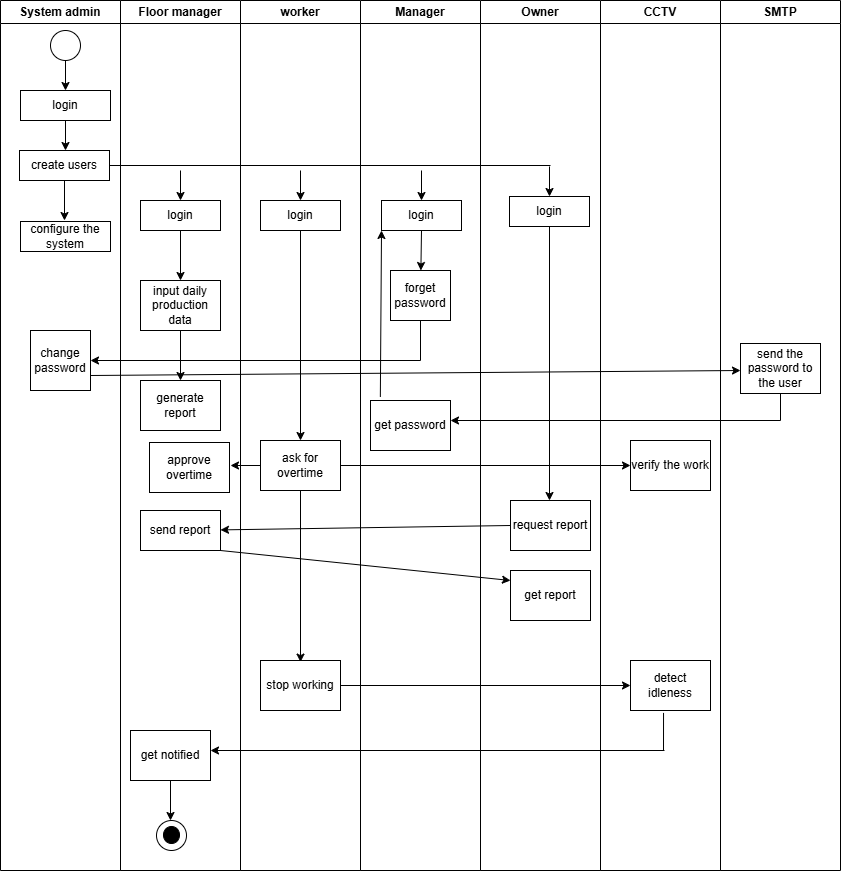 System admin
Floor manager
worker
Manager
Owner
CCTV
SMTP
login
create users
configure the
system
login
login
login
login
input daily
production
data
forget
password
change
password
send the
password to
the user
generate
report
get password
approve
overtime
ask for
overtime
verify the work
send report
request report
get report
stop working
detect
idleness
get notified